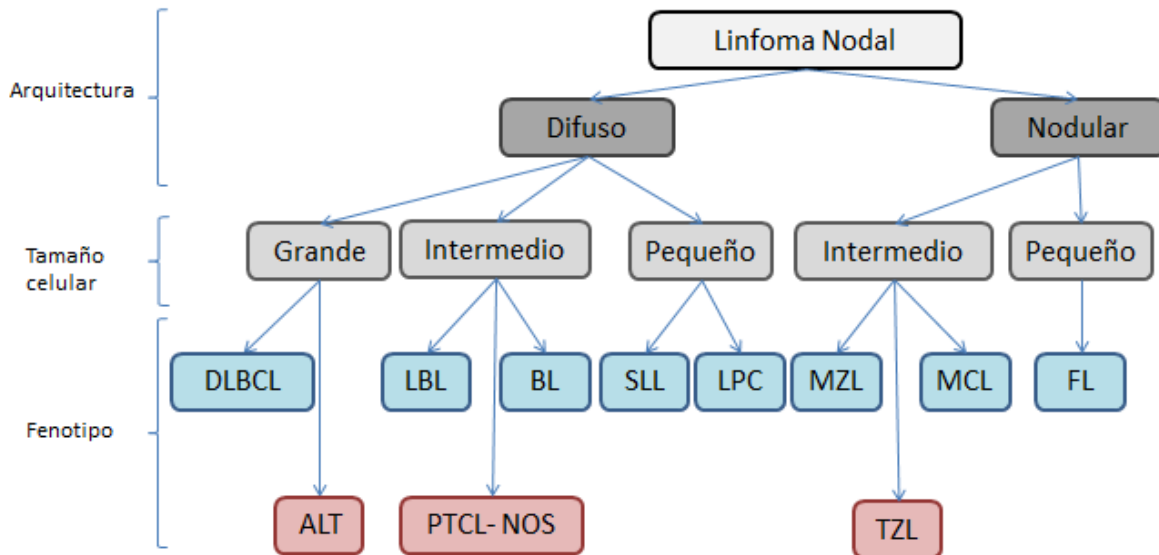 Linfoma Nodal
Arquitectura
Difuso
Nodular
Tamaño
celular
Grande
Intermedio
Pequeño
Intermedio
Pequeño
Fenotipo
DLBCL
LBL
BL
SLL
LPC
MZL
MCL
FL
ALT
PTCL- NOS
TZL